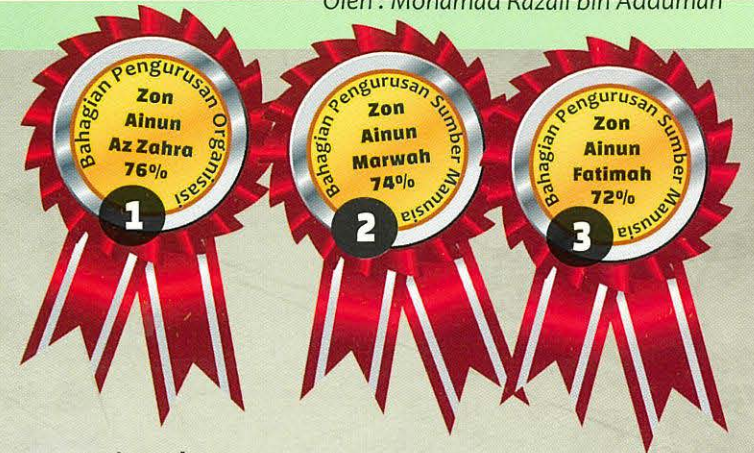 Oleh : Mohamad Razali bin Adduman
Bahagian Pengurusan Organisasi
Zon
Ainun
Az Zahra
76%
1
Bahagian Pengurusan Sumber Manusia
Zon
Ainun
Marwah
74%
2
Bahagian Pengurusan Sumber Manusia
Zon
Ainun
Fatimah
72%
3